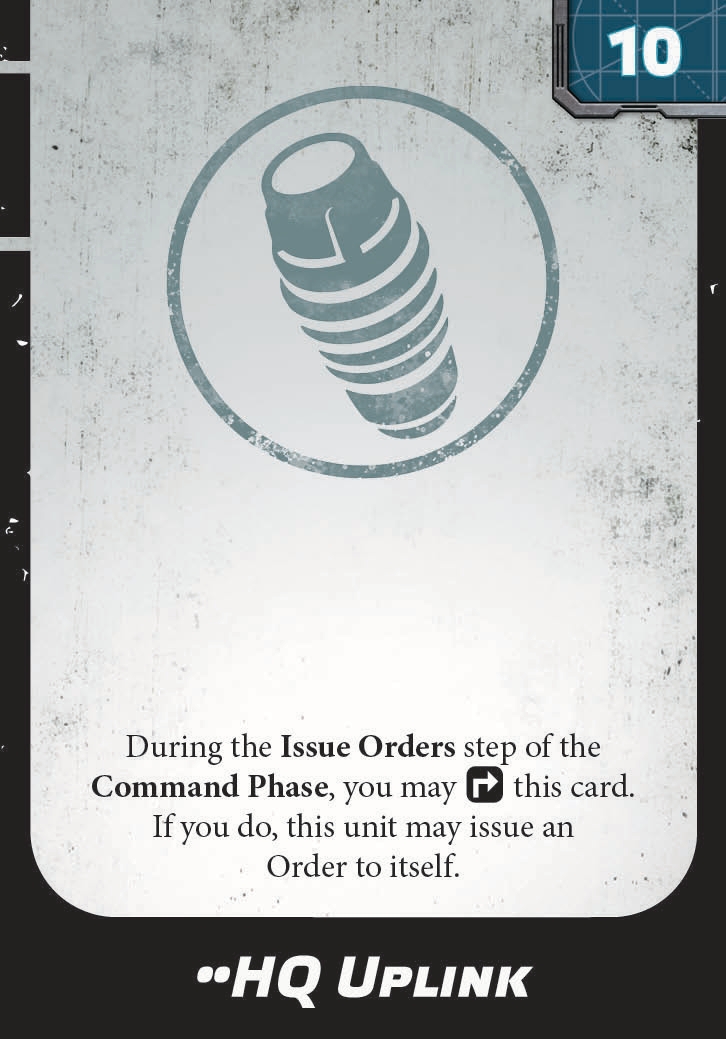 10
During the Issue Orders step of the
Command Phase, you may this card.
If you do, this unit may issue an
Order to itself.
••HQ Uplink